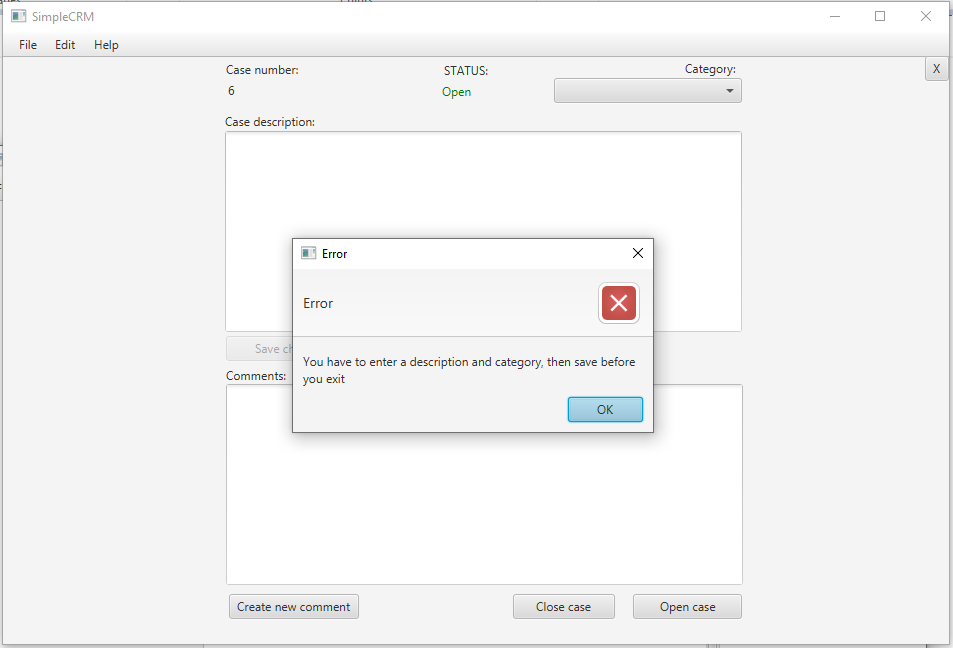 SimpleCRM
File Edit Help
Case number: STATUS: Category:
6 Open
X
Case description:
Error
Error
You have to enter a description and category, then save before
you exit
OK
Save ch
Comments:
Create new comment Close case Open case